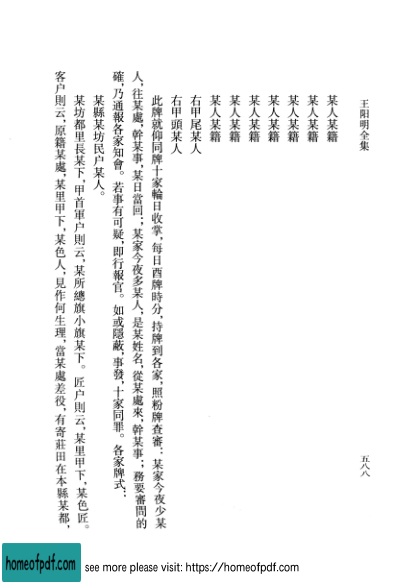 王阳明全集
五八八
某人某籍
某人某籍
某人某籍
某人某籍
某人某籍
某人某籍
某人某籍
右甲尾某人
右甲頭某人
此牌就仰同牌十家輪日收掌，每日酉牌時分，持牌到各家，照粉牌查審：某家今夜少某
人，往某處，幹某事，某日當回；某家今夜多某人，是某姓名，從某處來，幹某事；務要審問的
確，乃通報各家知會。若事有可疑，即行報官。如或隱蔽，事發，十家同罪。各家牌式：
某縣某坊民户某人。
某坊都里長某下，甲首軍户則云，某所總旗小旗某下。匠户則云，某里甲下，某色匠。
客户則云，原籍某處，某里甲下，某色人，見作何生理，當某處差役，有寄莊田在本縣某都，
homeofpdf.com
see more please visit: https://homeofpdf.com